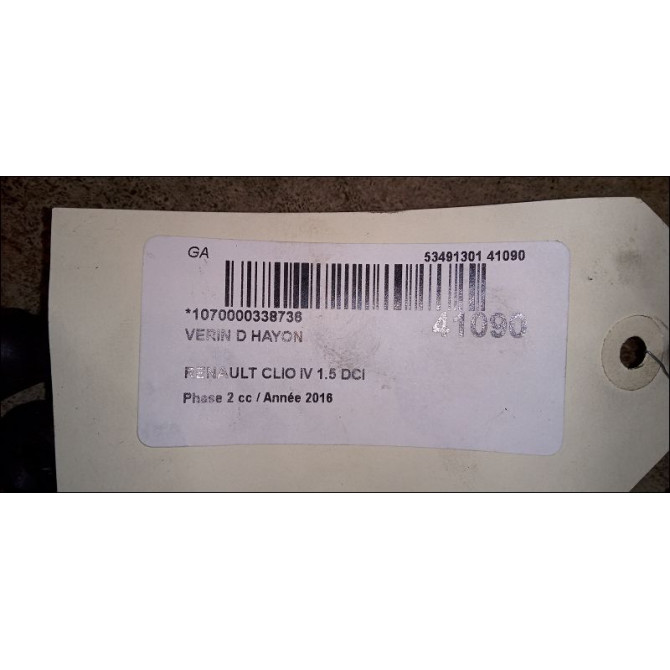 GA
53491301 41090
*1070000338736
41090
VERIN D HAYON
RENAULT CLIO IV 1.5 DCI
Phase 2 cc / Année 2016